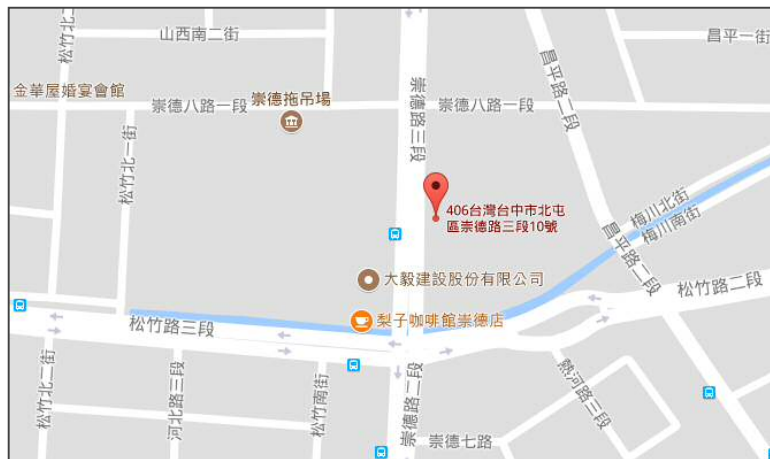 松竹北二
山西南二街
昌平一街
金華屋婚宴會館
崇德八路一段
崇德拖吊場
崇德路三段
崇德八路一段
昌平路二段
松竹北一街
406台灣台中市北屯
區崇德路三段10號
梅川北街
梅川南街
昌平路二段
大毅建設股份有限公司
松竹路二段
梨子咖啡館崇德店
松竹路三段
松竹北二街
河北路三段
松竹南街
崇德路二段
崇德七路
熱河路三段